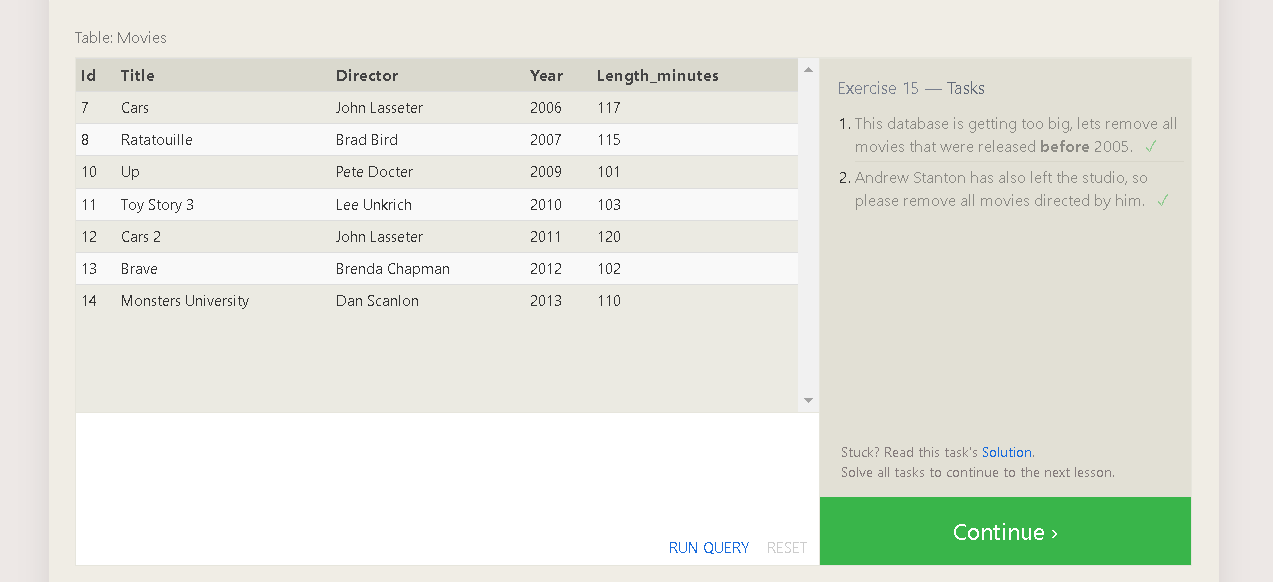 Table: Movies
Id Title Director Year Length_minutes
7 Cars John Lasseter 2006 117
8 Ratatouille Brad Bird 2007 115
10 Up Pete Docter 2009 101
11 Toy Story 3 Lee Unkrich 2010 103
12 Cars 2 John Lasseter 2011 120
13 Brave Brenda Chapman 2012 102
14 Monsters University Dan Scanlon 2013 110
RUN QUERY RESET
Exercise 15 — Tasks
1. This database is getting too big, lets remove all
movies that were released before 2005. ✓
2. Andrew Stanton has also left the studio, so
please remove all movies directed by him. ✓
Stuck? Read this task's Solution.
Solve all tasks to continue to the next lesson.
Continue ›